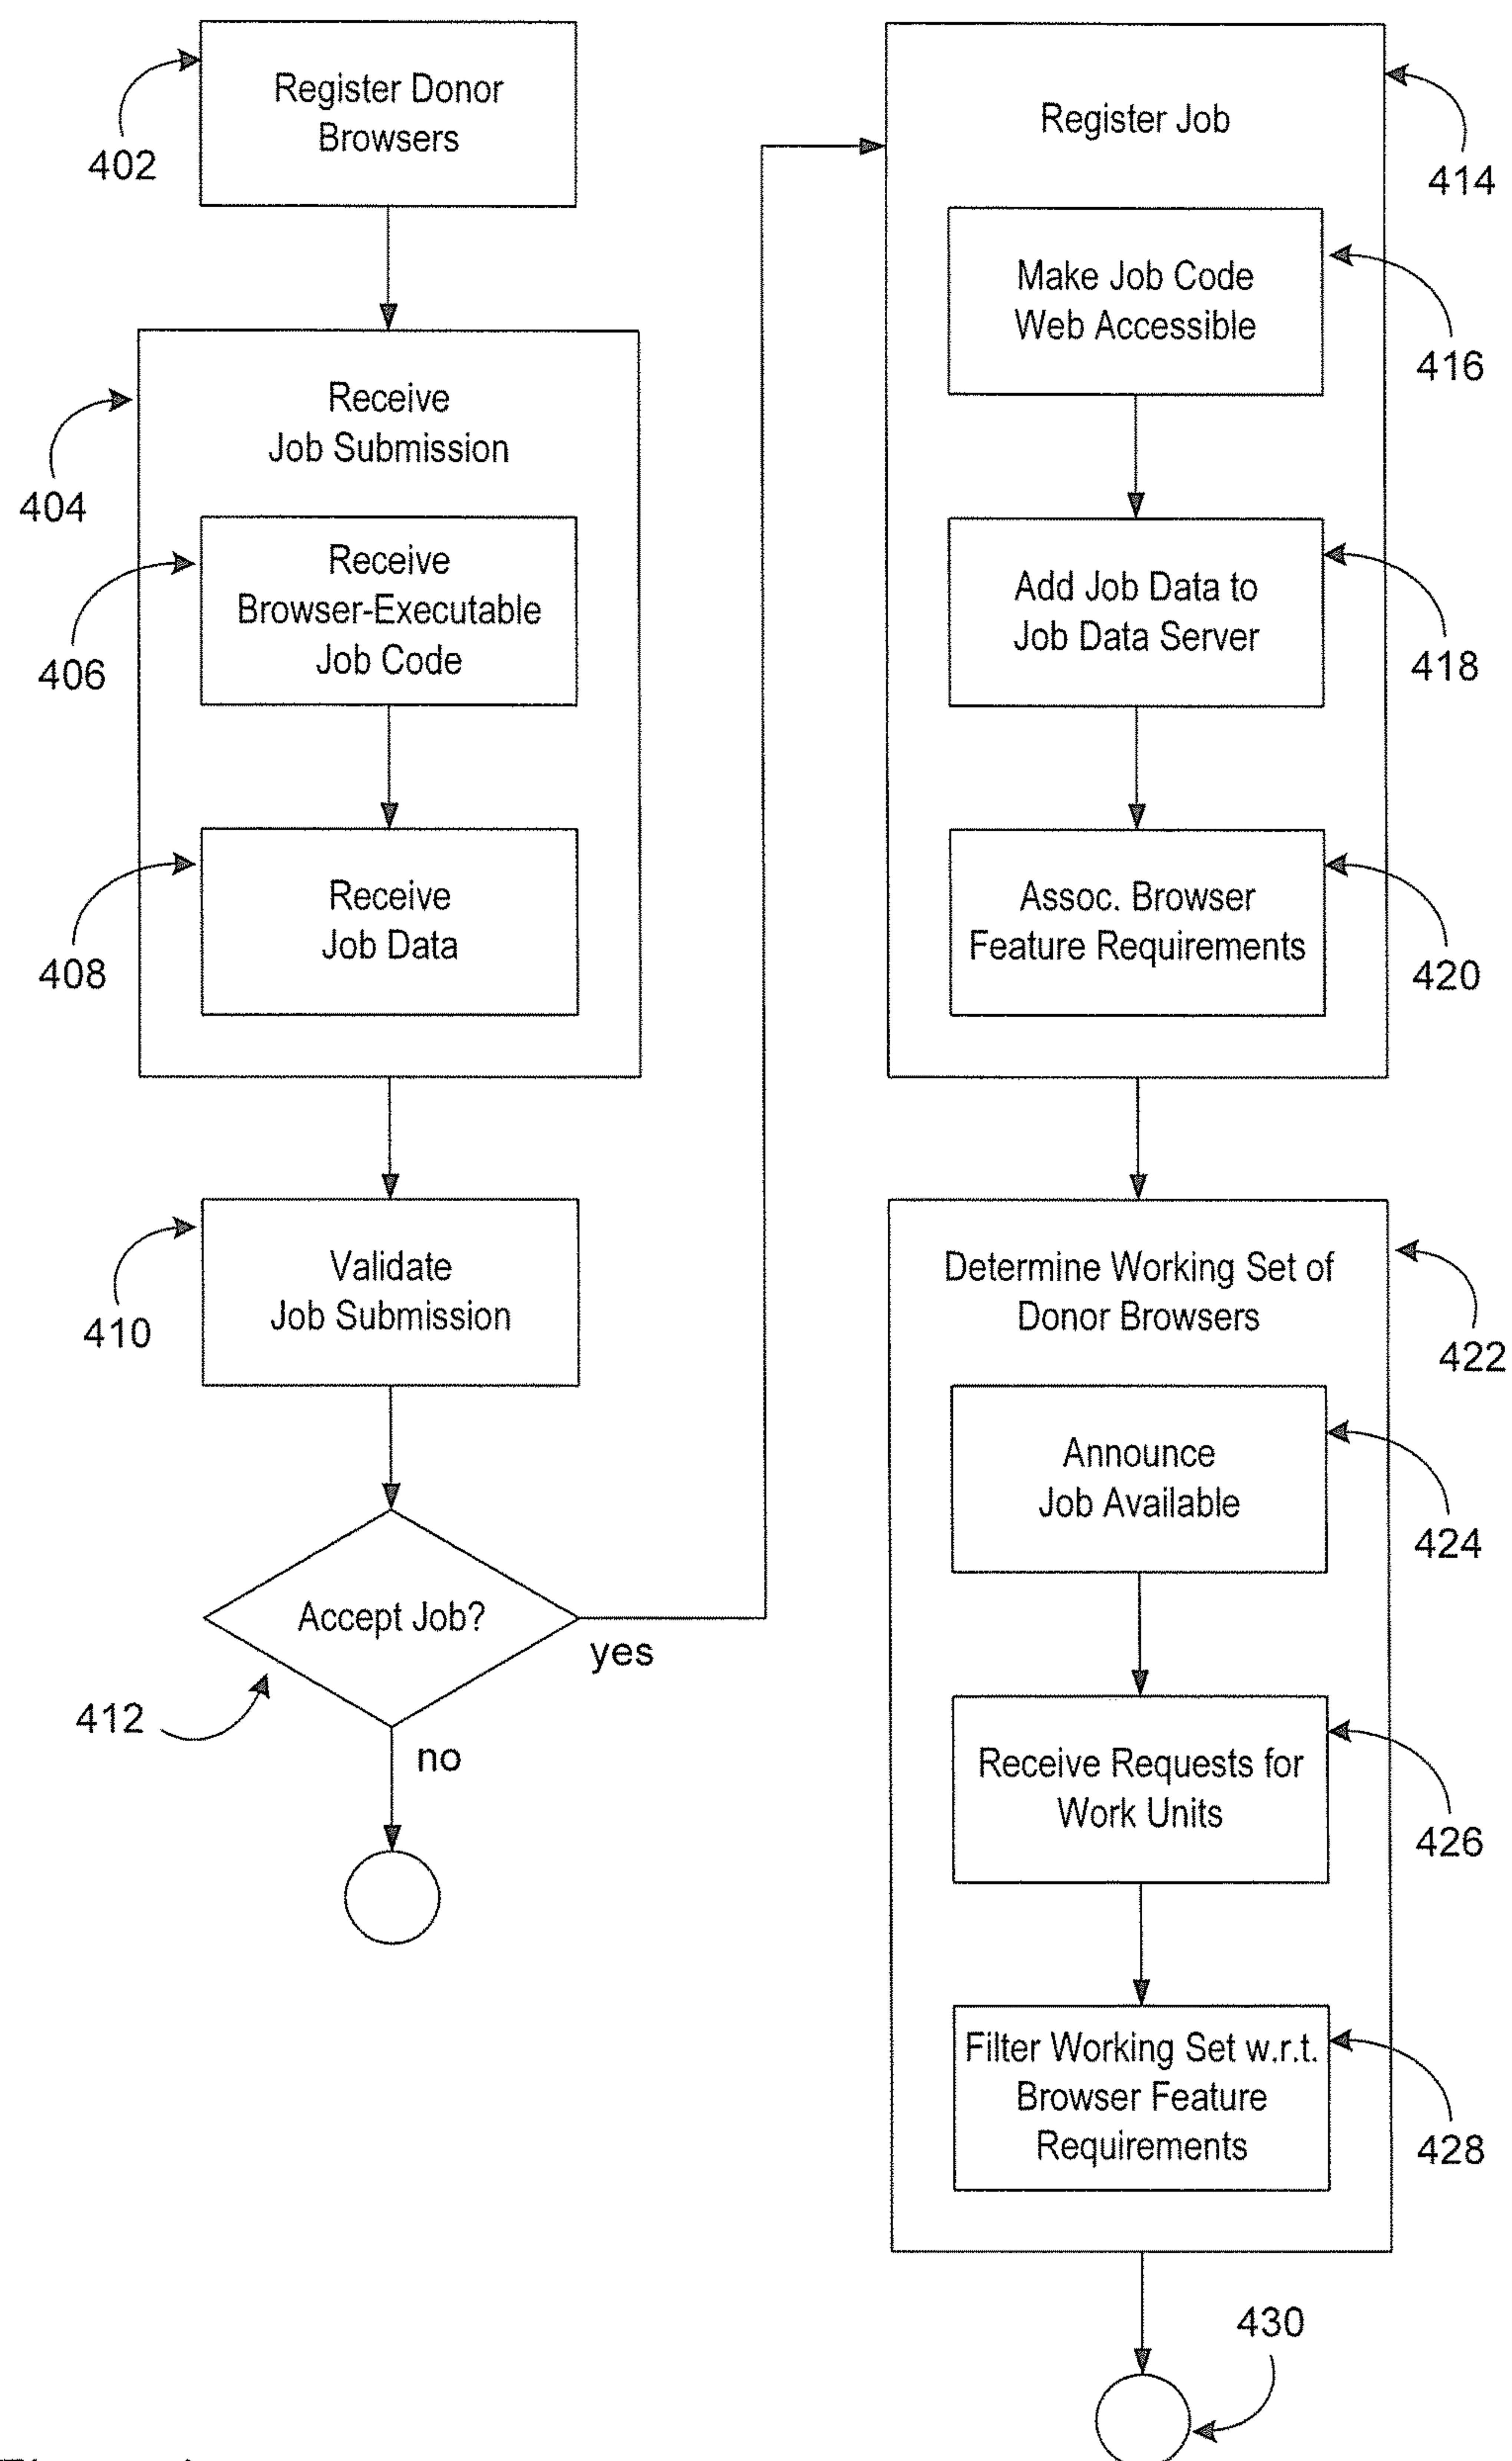 Register Donor
Browsers
402
Receive
Job Submission
404
Receive
Browser-Executable
Job Code
406
Receive
Job Data
408
Validate
Job Submission
410
Accept Job?
yes
412
no
Register Job
414
Make Job Code
Web Accessible
416
Add Job Data to
Job Data Server
418
Assoc. Browser
Feature Requirements
420
Determine Working Set of
Donor Browsers
422
Announce
Job Available
424
Receive Requests for
Work Units
426
Filter Working Set w.r.t.
Browser Feature
Requirements
428
430